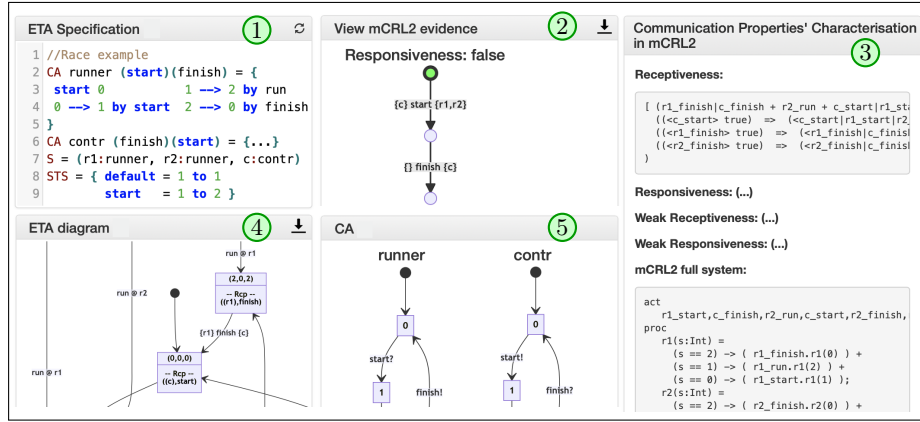 ETA Specification
1
1 //Race example
2 CA runner (start)(finish) = {
3 start 0 1 --> 2 by run
4 0 --> 1 by start 2 --> 0 by finish
5 }
6 CA contr (finish)(start) = {...}
7 S = (r1:runner, r2:runner, c:contr)
8 STS = { default = 1 to 1
9 start = 1 to 2 }
View mCRL2 evidence
2
Responsiveness: false
{c} start {r1,r2}
{} finish {c}
Communication Properties' Characterisation
in mCRL2
3
Receptiveness:
[ (r1_finish|c_finish + r2_run + c_start|r1_sta
((<c_start> true) => (<c_start|r1_start|r2_
((<r1_finish> true) => (<r1_finish|c_finish
((<r2_finish> true) => (<r2_finish|c_finish
)
Responsiveness: (...)
Weak Receptiveness: (...)
Weak Responsiveness: (...)
mCRL2 full system:
act
r1_start,c_finish,r2_run,c_start,r2_finish,
proc
r1(s:Int) =
(s == 2) -> ( r1_finish.r1(0) ) +
(s == 1) -> ( r1_run.r1(2) ) +
(s == 0) -> ( r1_start.r1(1) );
r2(s:Int) =
(s == 2) -> ( r2_finish.r2(0) ) +
ETA diagram
4
run @ r1
(2,0,2)
-- Rcp --
((r1),finish)
run @ r2
{r1} finish {c}
(0,0,0)
-- Rcp --
((c),start)
run @ r1
CA
5
runner
contr
0
0
start?
start!
1
finish!
1
finish?